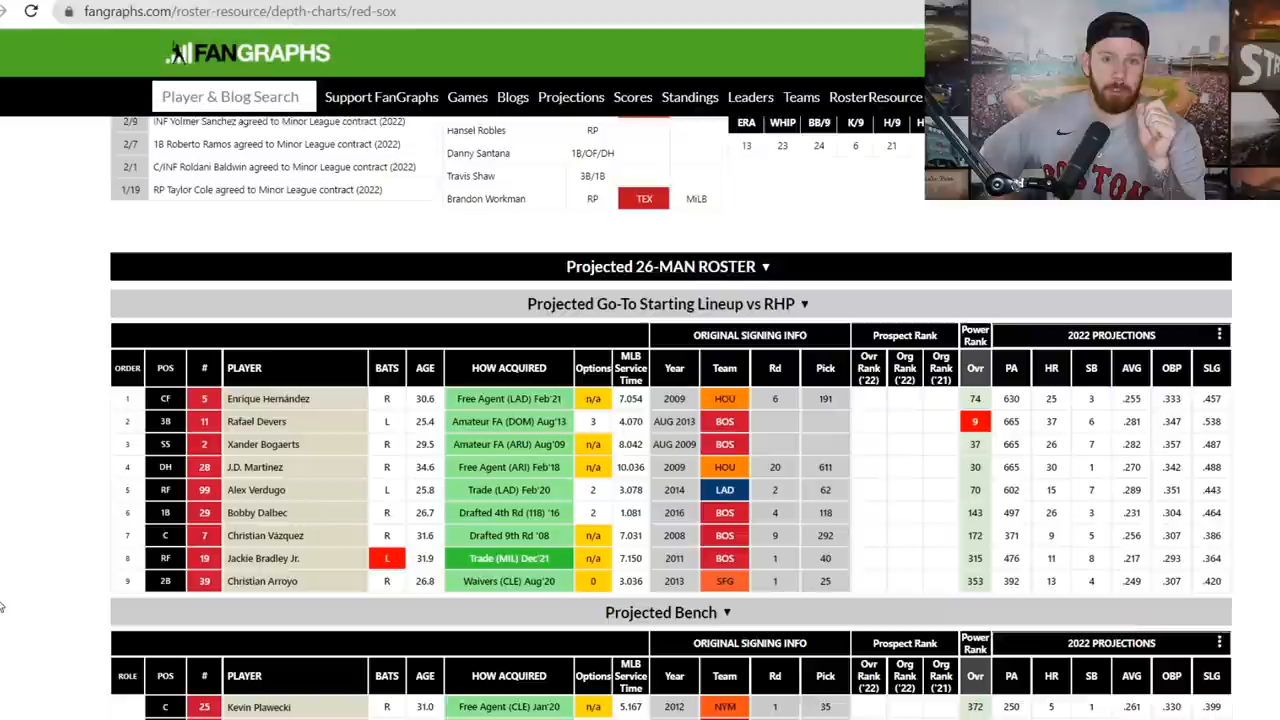 fangraphs.com/roster-resource/depth-charts/red-sox
FANGRAPHS
Player & Blog Search Support FanGraphs Games Blogs Projections Scores Standings Leaders Teams RosterResource
2/9 INF Yolmer Sanchez agreed to Minor League contract (2022)
2/7 1B Roberto Ramos agreed to Minor League contract (2022)
2/1 C/INF Roldani Baldwin agreed to Minor League contract (2022)
1/19 RP Taylor Cole agreed to Minor League contract (2022)
Hansel Robles RP
Danny Santana 1B/OF/DH
Travis Shaw 3B/1B
Brandon Workman RP TEX MiLB
ERA WHIP BB/9 K/9 H/9
13 23 24 6 21
BOSTON
Projected 26-MAN ROSTER ▼
Projected Go-To Starting Lineup vs RHP ▼
ORIGINAL SIGNING INFO Prospect Rank Power Rank 2022 PROJECTIONS
ORDER POS # PLAYER BATS AGE HOW ACQUIRED Options MLB Service Time Year Team Rd Pick Ovr Rank ('22) Org Rank ('22) Org Rank ('21) Ovr PA HR SB AVG OBP SLG
1 CF 5 Enrique Hernández R 30.6 Free Agent (LAD) Feb'21 n/a 7.054 2009 HOU 6 191 74 630 25 3 .255 .333 .457
2 3B 11 Rafael Devers L 25.4 Amateur FA (DOM) Aug'13 3 4.070 AUG 2013 BOS 9 665 37 6 .281 .347 .538
3 SS 2 Xander Bogaerts R 29.5 Amateur FA (ARU) Aug'09 n/a 8.042 AUG 2009 BOS 37 665 26 7 .282 .357 .487
4 DH 28 J.D. Martinez R 34.6 Free Agent (ARI) Feb'18 n/a 10.036 2009 HOU 20 611 30 665 30 1 .270 .342 .488
5 RF 99 Alex Verdugo L 25.8 Trade (LAD) Feb'20 2 3.078 2014 LAD 2 62 70 602 15 7 .289 .351 .443
6 1B 29 Bobby Dalbec R 26.7 Drafted 4th Rd (118) '16 2 1.081 2016 BOS 4 118 143 497 26 3 .231 .304 .464
7 C 7 Christian Vázquez R 31.6 Drafted 9th Rd '08 n/a 7.031 2008 BOS 9 292 172 371 9 5 .256 .307 .386
8 RF 19 Jackie Bradley Jr. L 31.9 Trade (MIL) Dec'21 n/a 7.150 2011 BOS 1 40 315 476 11 8 .217 .293 .364
9 2B 39 Christian Arroyo R 26.8 Waivers (CLE) Aug'20 0 3.036 2013 SFG 1 25 353 392 13 4 .249 .307 .420
Projected Bench ▼
ORIGINAL SIGNING INFO Prospect Rank Power Rank 2022 PROJECTIONS
ROLE POS # PLAYER BATS AGE HOW ACQUIRED Options MLB Service Time Year Team Rd Pick Ovr Rank ('22) Org Rank ('22) Org Rank ('21) Ovr PA HR SB AVG OBP SLG
C 25 Kevin Plawecki R 31.0 Free Agent (CLE) Jan'20 n/a 5.167 2012 NYM 1 35 372 250 5 1 .261 .330 .399